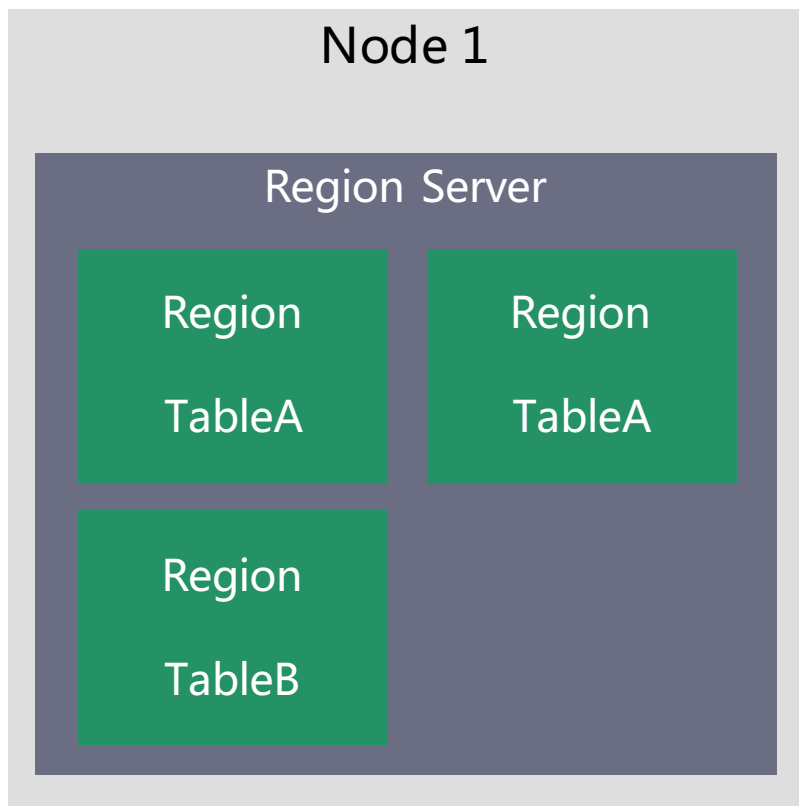 Node 1
Region Server
Region
TableA
Region
TableA
Region
TableB